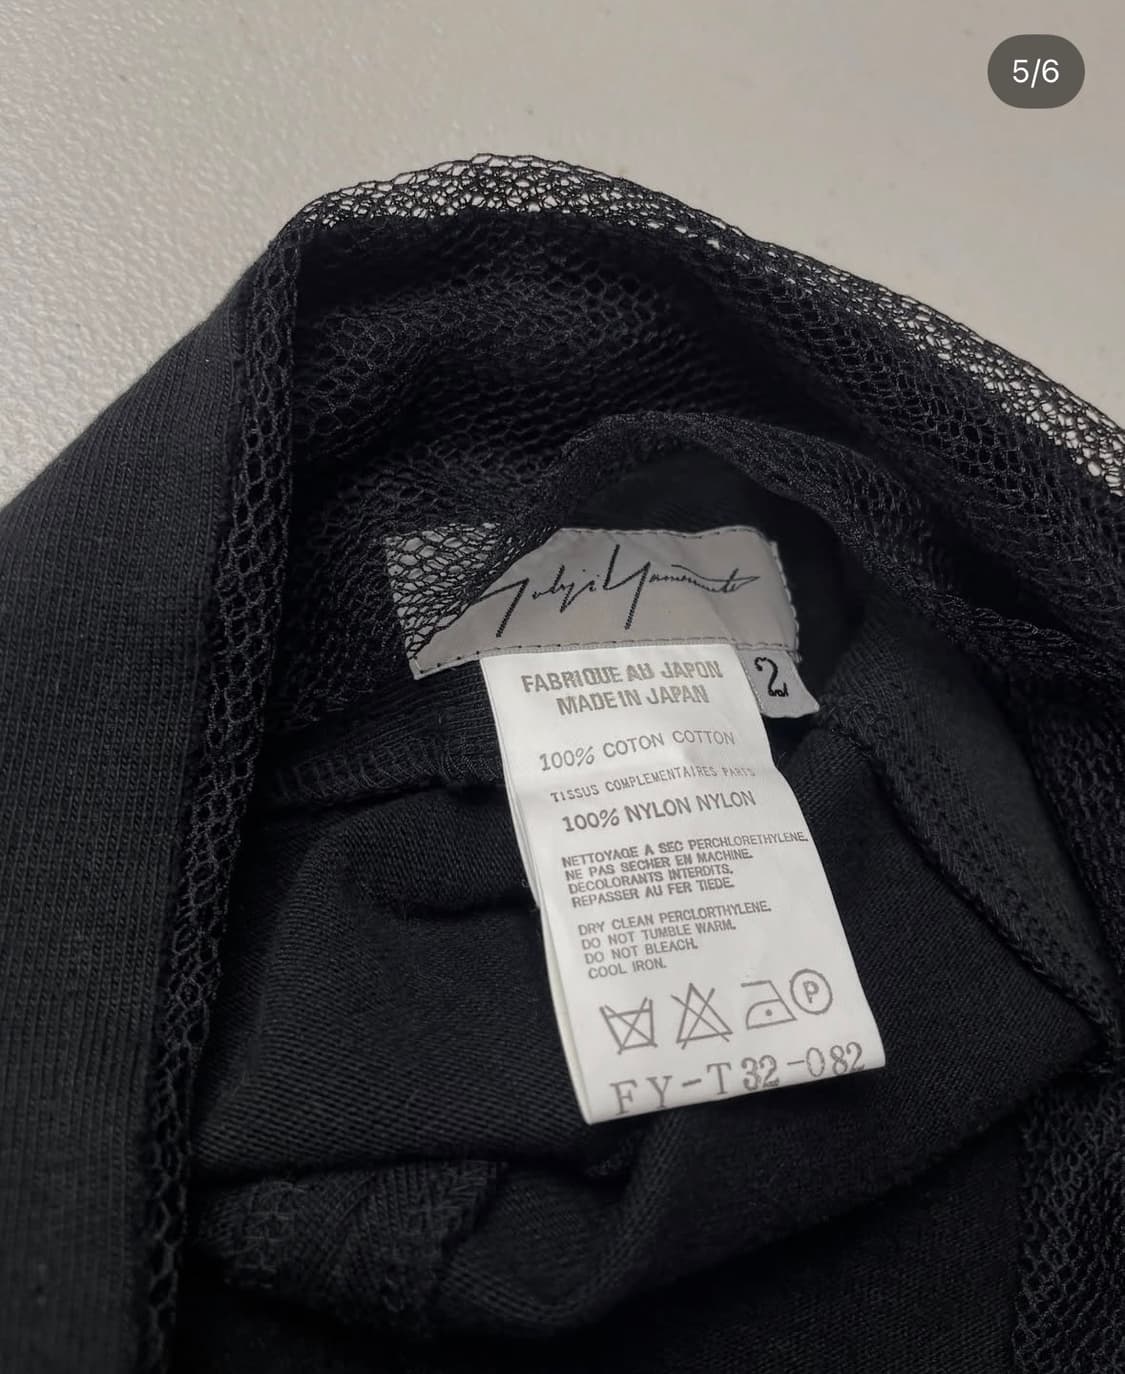 5/6
Yohji Yamamoto
FABRIQUE AU JAPON
MADE IN JAPAN
2
100% COTON COTTON
TISSUS COMPLEMENTAIRES PARTS
100% NYLON NYLON
NETTOYAGE A SEC PERCHLORETHYLENE.
NE PAS SECHER EN MACHINE.
DECOLORANTS INTERDITS.
REPASSER AU FER TIEDE.
DRY CLEAN PERCLORTHYLENE.
DO NOT TUMBLE WARM.
DO NOT BLEACH.
COOL IRON.
P
FY-T32-082